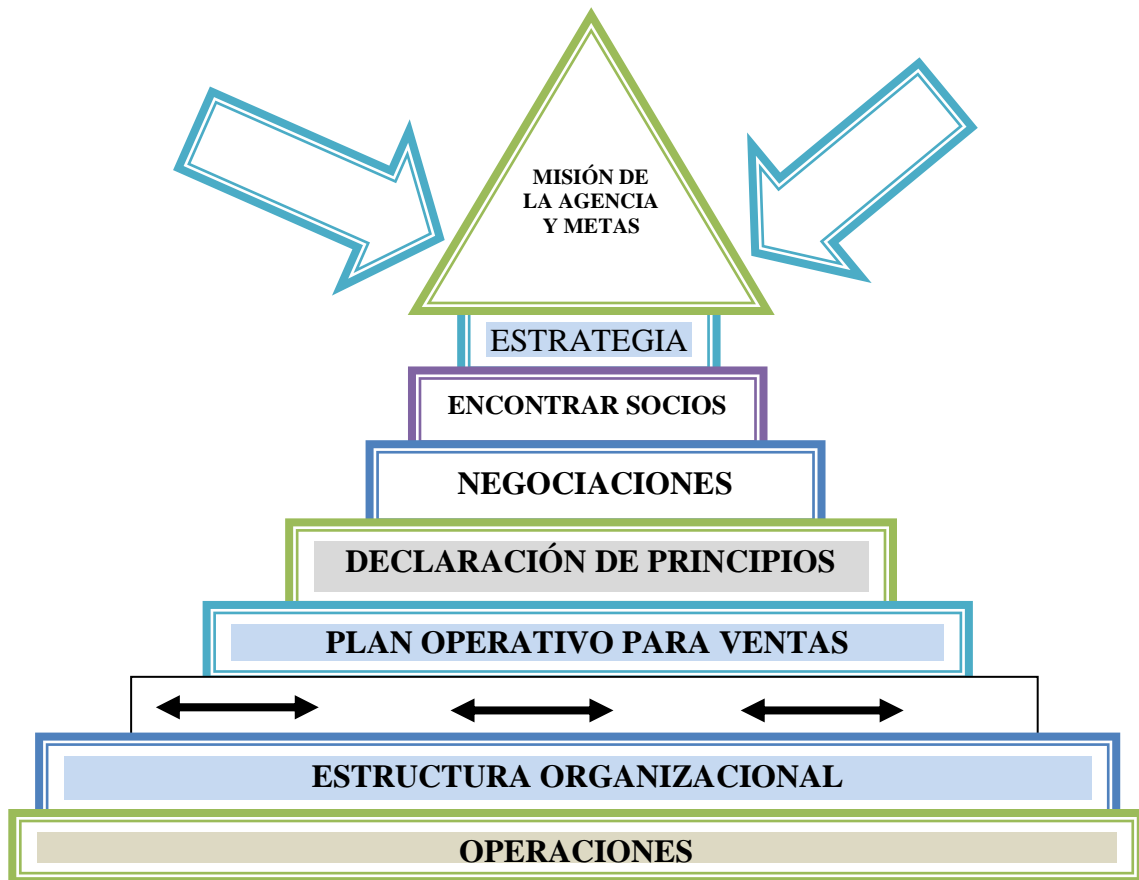 MISIÓN DE
LA AGENCIA
Y METAS
ESTRATEGIA
ENCONTRAR SOCIOS
NEGOCIACIONES
DECLARACIÓN DE PRINCIPIOS
PLAN OPERATIVO PARA VENTAS
ESTRUCTURA ORGANIZACIONAL
OPERACIONES